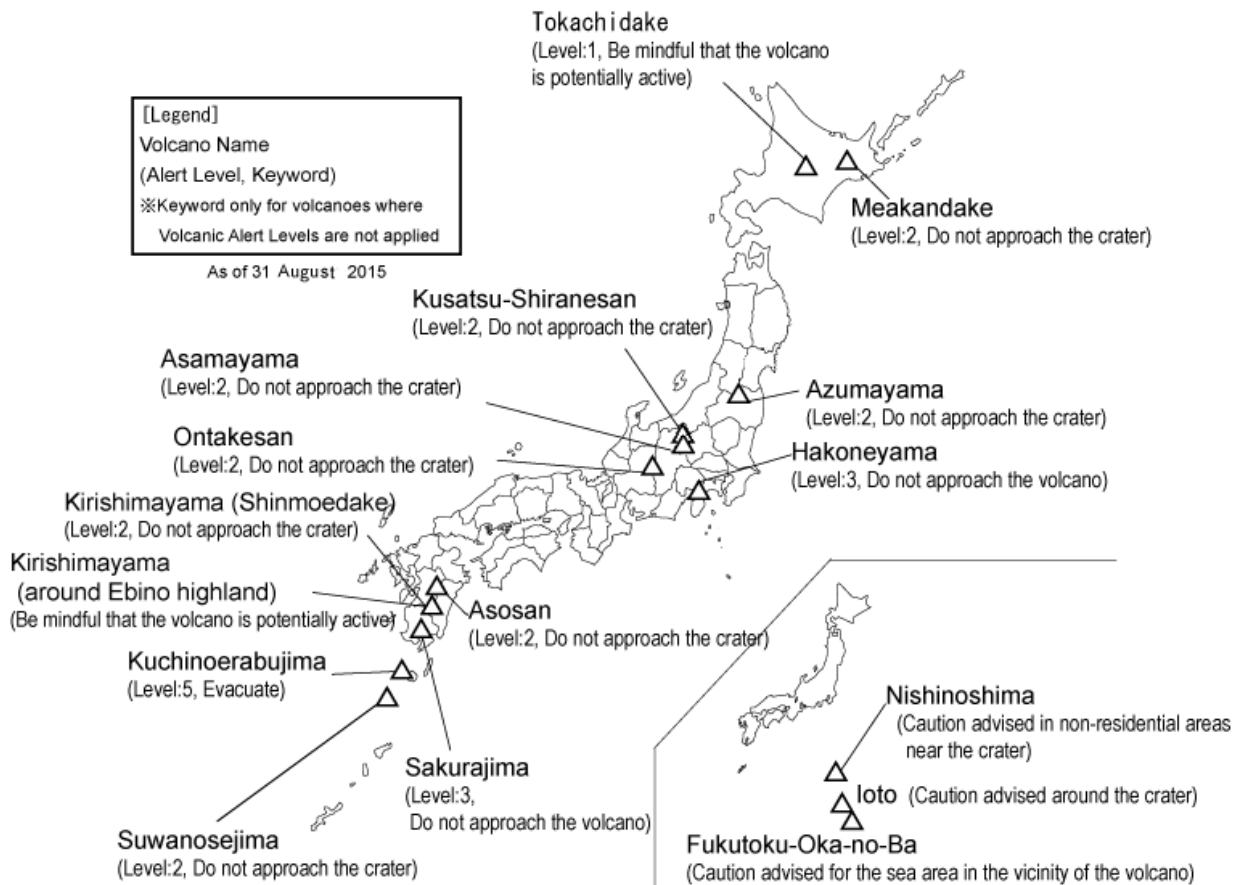 Tokachidake
(Level:1, Be mindful that the volcano
is potentially active)
[Legend]
Volcano Name
(Alert Level, Keyword)
※Keyword only for volcanoes where
Volcanic Alert Levels are not applied
As of 31 August 2015
Meakandake
(Level:2, Do not approach the crater)
Kusatsu-Shiranesan
(Level:2, Do not approach the crater)
Asamayama
(Level:2, Do not approach the crater)
Azumayama
(Level:2, Do not approach the crater)
Ontakesan
(Level:2, Do not approach the crater)
Hakoneyama
(Level:3, Do not approach the volcano)
Kirishimayama (Shinmoedake)
(Level:2, Do not approach the crater)
Kirishimayama
(around Ebino highland)
(Be mindful that the volcano is potentially active)
Asosan
(Level:2, Do not approach the crater)
Kuchinoerabujima
(Level:5, Evacuate)
Nishinoshima
(Caution advised in non-residential areas
near the crater)
Sakurajima
(Level:3,
Do not approach the volcano)
Ioto (Caution advised around the crater)
Suwanosejima
(Level:2, Do not approach the crater)
Fukutoku-Oka-no-Ba
(Caution advised for the sea area in the vicinity of the volcano)